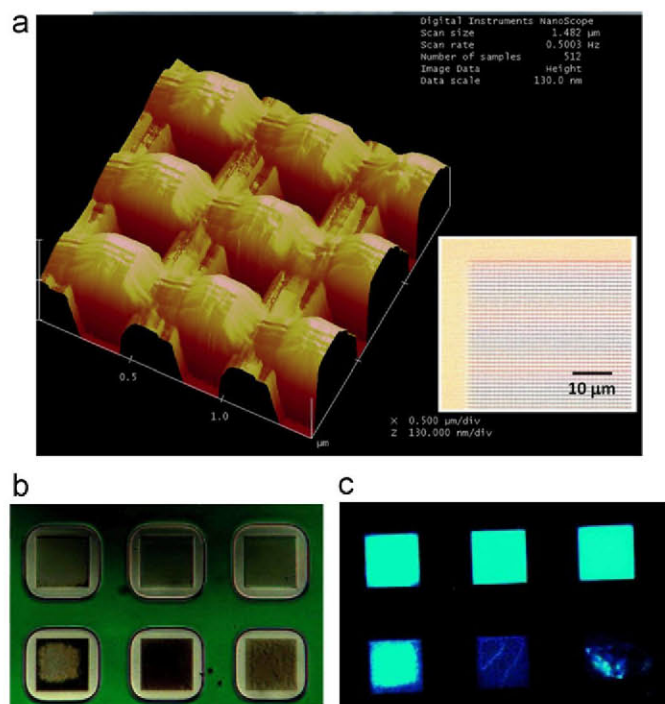 a
Digital Instruments NanoScope
Scan size 1.482 µm
Scan rate 0.5003 Hz
Number of samples 512
Image Data Height
Data scale 130.0 nm
10 µm
0.5
1.0
µm
X 0.500 µm/div
Z 130.000 nm/div
b
c